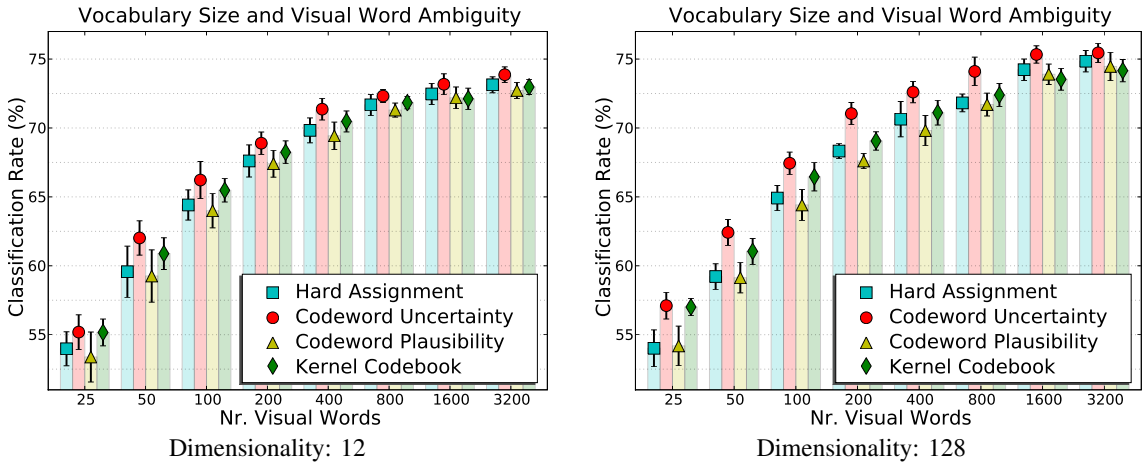 Vocabulary Size and Visual Word Ambiguity
Classification Rate (%)
75
70
65
60
55
Hard Assignment
Codeword Uncertainty
Codeword Plausibility
Kernel Codebook
25 50 100 200 400 800 1600 3200
Nr. Visual Words
Dimensionality: 12
Vocabulary Size and Visual Word Ambiguity
Classification Rate (%)
75
70
65
60
55
Hard Assignment
Codeword Uncertainty
Codeword Plausibility
Kernel Codebook
25 50 100 200 400 800 1600 3200
Nr. Visual Words
Dimensionality: 128